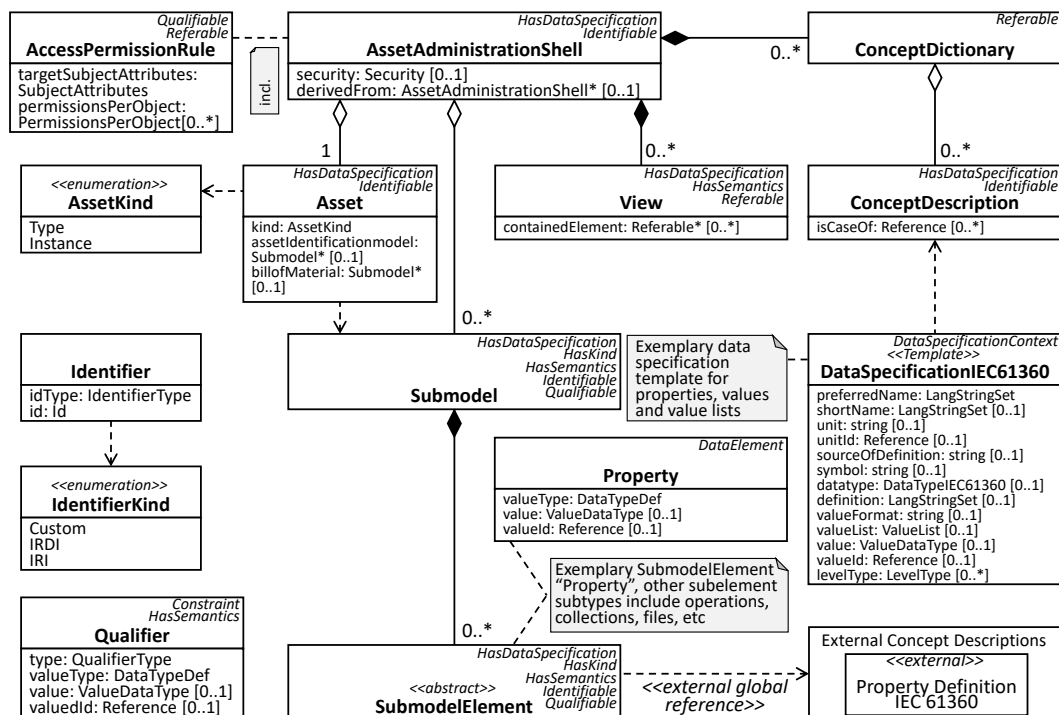 Qualifiable
Referable
AccessPermissionRule
targetSubjectAttributes:
SubjectAttributes
permissionsPerObject:
PermissionsPerObject[0..*]
incl.
HasDataSpecification
Identifiable
AssetAdministrationShell
security: Security [0..1]
derivedFrom: AssetAdministrationShell* [0..1]
0..*
Referable
ConceptDictionary
1
0..*
0..*
<<enumeration>>
AssetKind
Type
Instance
HasDataSpecification
Identifiable
Asset
kind: AssetKind
assetIdentificationmodel:
Submodel* [0..1]
billofMaterial: Submodel*
[0..1]
HasDataSpecification
HasSemantics
Referable
View
containedElement: Referable* [0..*]
HasDataSpecification
Identifiable
ConceptDescription
isCaseOf: Reference [0..*]
0..*
Identifier
idType: IdentifierType
id: Id
HasDataSpecification
HasKind
HasSemantics
Identifiable
Qualifiable
Submodel
Exemplary data
specification
template for
properties, values
and value lists
DataSpecificationContext
<<Template>>
DataSpecificationIEC61360
preferredName: LangStringSet
shortName: LangStringSet [0..1]
unit: string [0..1]
unitId: Reference [0..1]
sourceOfDefinition: string [0..1]
symbol: string [0..1]
datatype: DataTypeIEC61360 [0..1]
definition: LangStringSet [0..1]
valueFormat: string [0..1]
valueList: ValueList [0..1]
value: ValueDataType [0..1]
valueId: Reference [0..1]
levelType: LevelType [0..*]
<<enumeration>>
IdentifierKind
Custom
IRDI
IRI
DataElement
Property
valueType: DataTypeDef
value: ValueDataType [0..1]
valueId: Reference [0..1]
Exemplary SubmodelElement
“Property”, other subelement
subtypes include operations,
collections, files, etc
Constraint
HasSemantics
Qualifier
type: QualifierType
valueType: DataTypeDef
value: ValueDataType [0..1]
valuedId: Reference [0..1]
0..*
HasDataSpecification
HasKind
HasSemantics
Identifiable
Qualifiable
<<abstract>>
SubmodelElement
<<external global
reference>>
External Concept Descriptions
<<external>>
Property Definition
IEC 61360